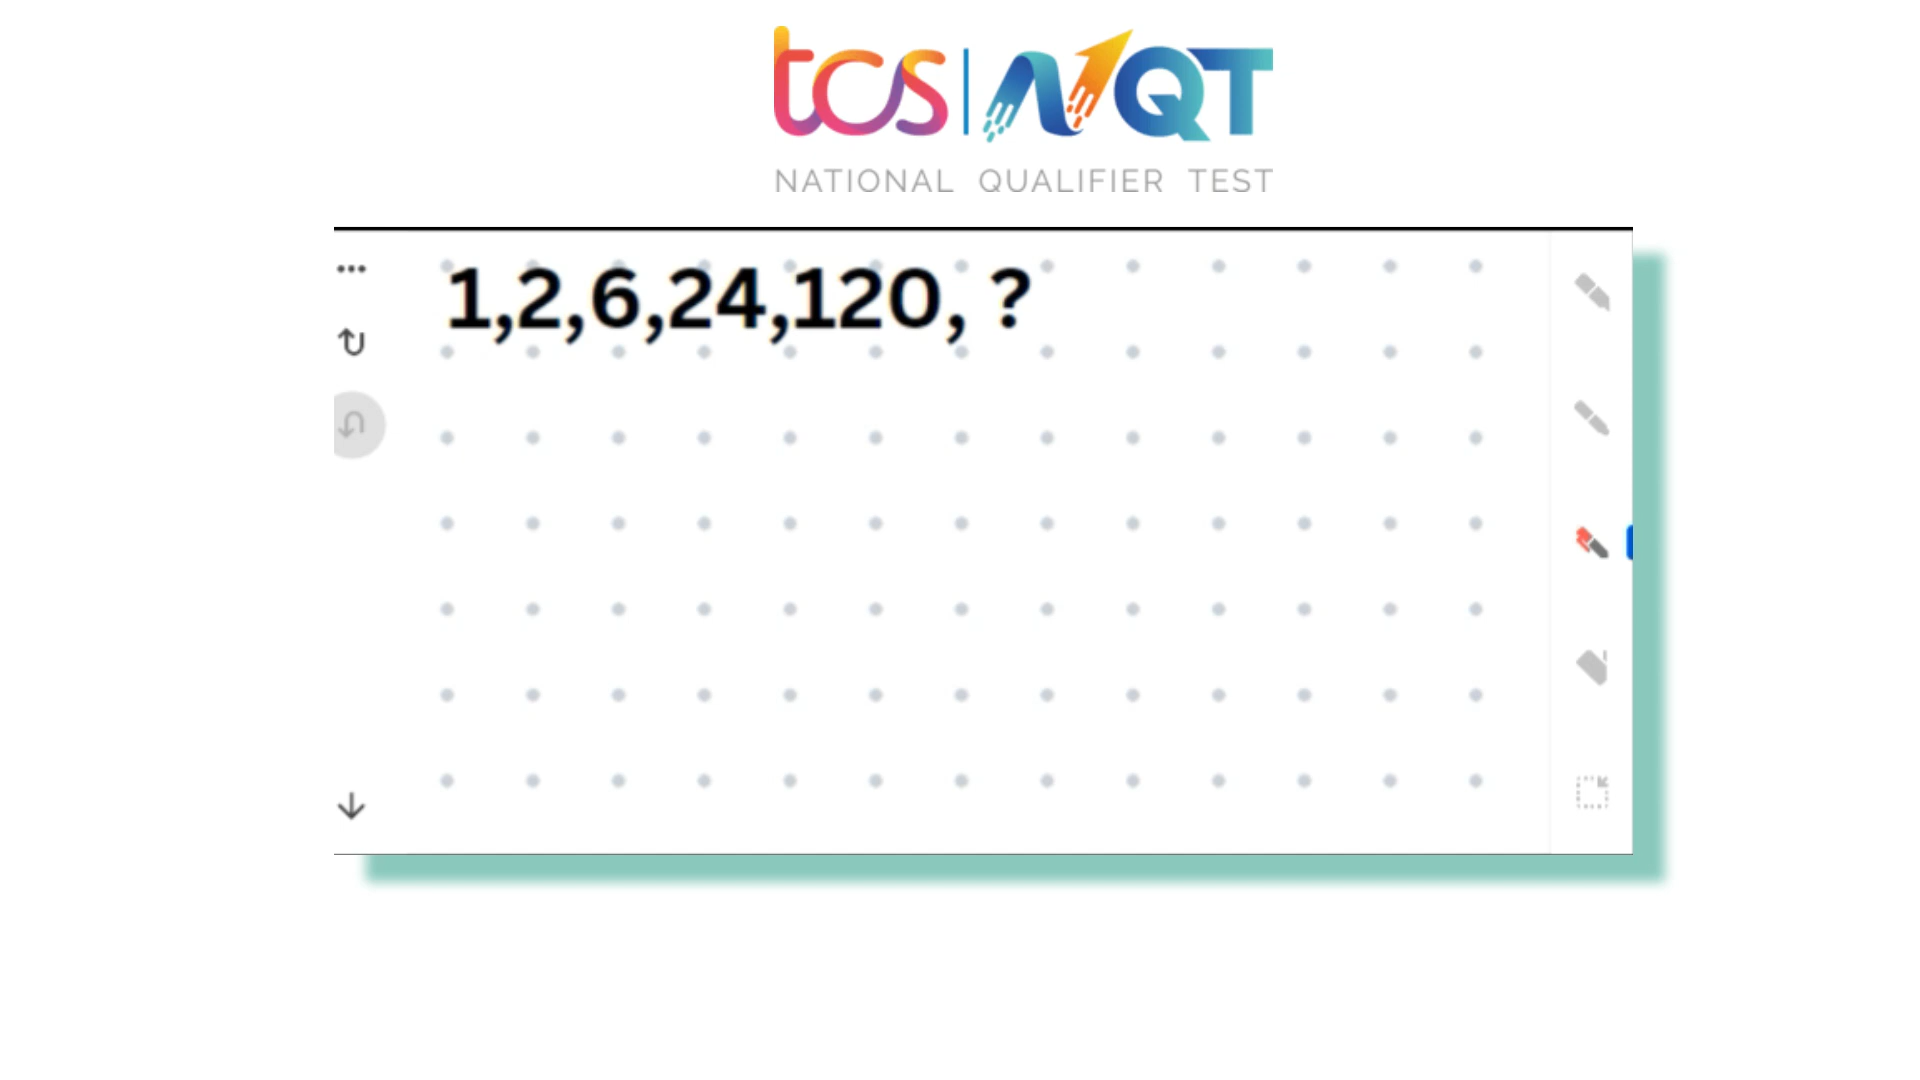 tcs | NQT
NATIONAL QUALIFIER TEST
1,2,6,24,120, ?